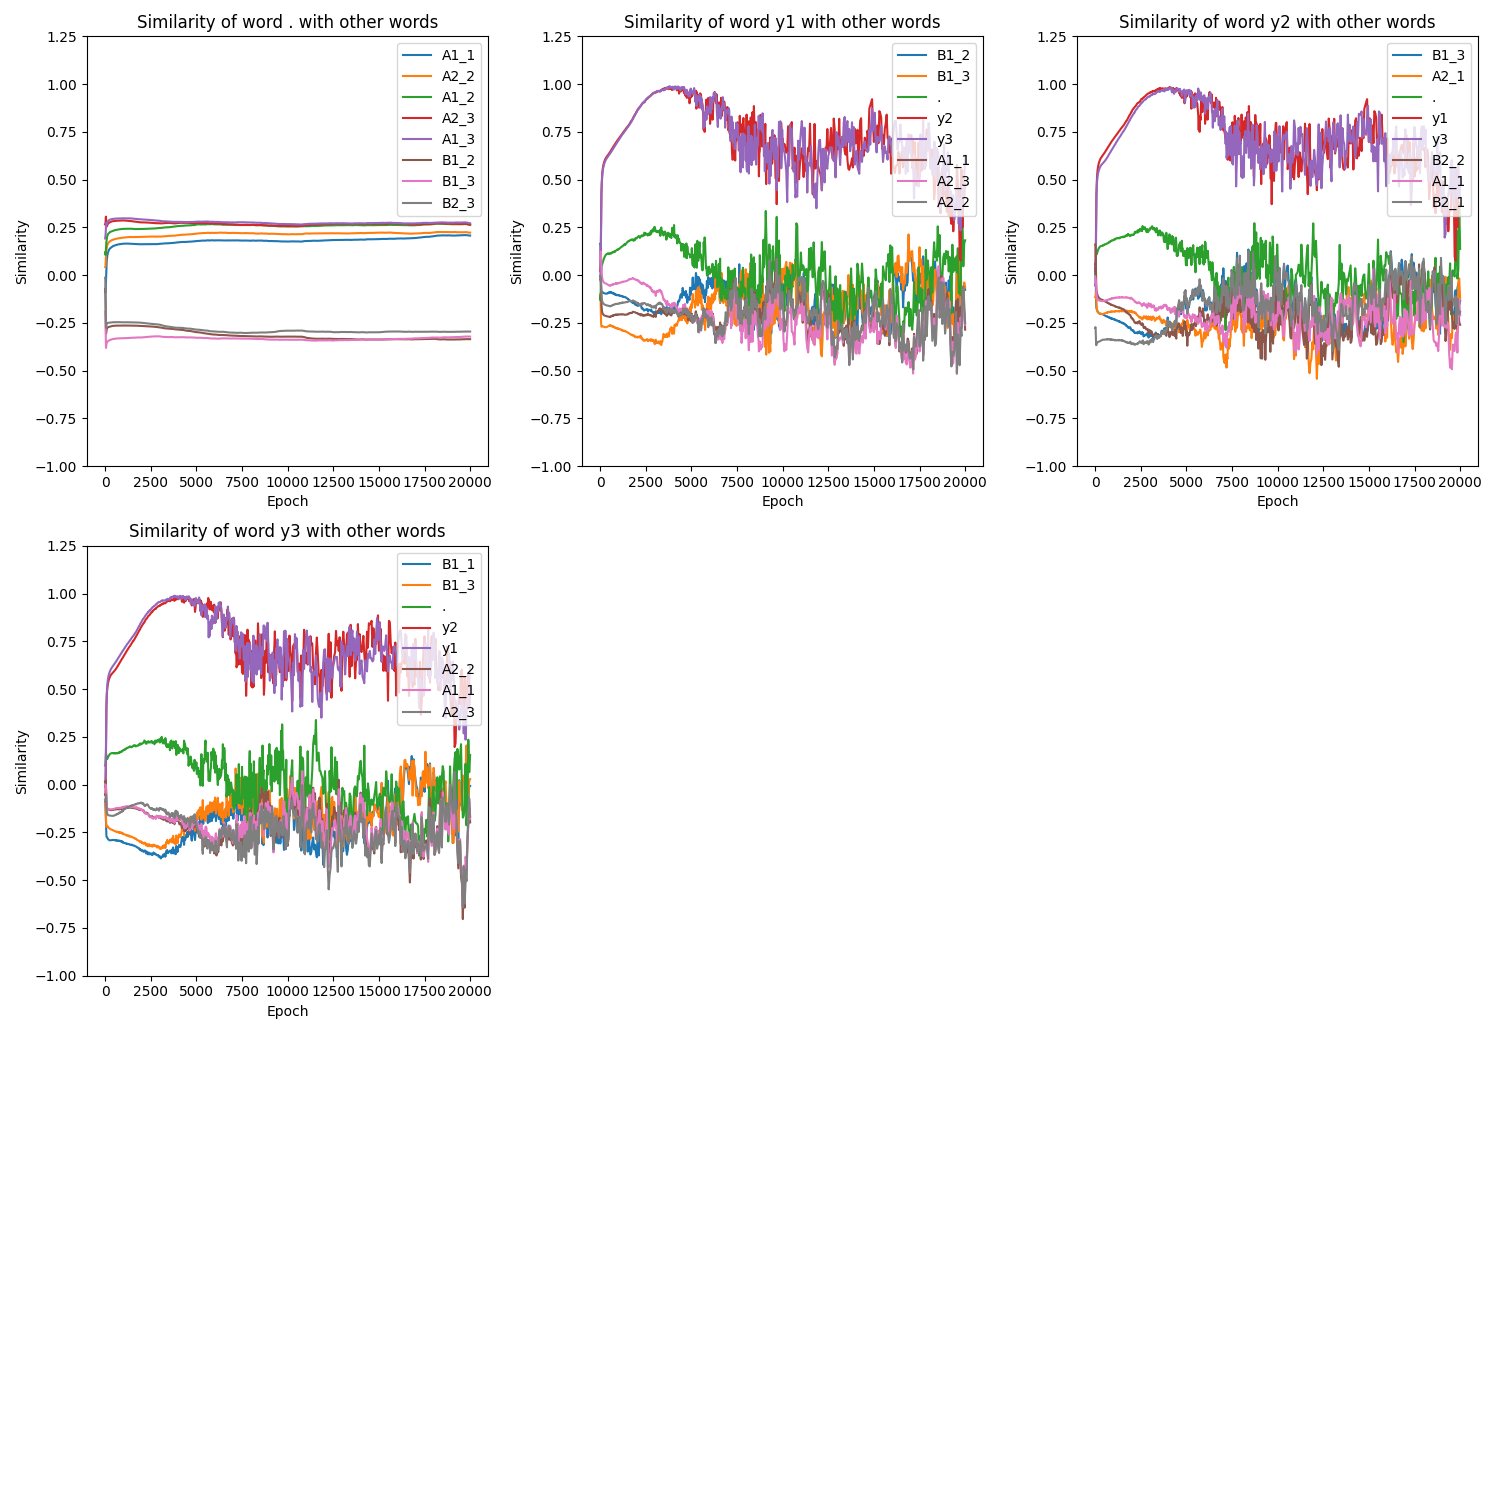 Similarity of word . with other words
1.25
1.00
0.75
0.50
0.25
0.00
−0.25
−0.50
−0.75
−1.00
Similarity
0 2500 5000 7500 10000 12500 15000 17500 20000
Epoch
A1_1
A2_2
A1_2
A2_3
A1_3
B1_2
B1_3
B2_3
Similarity of word y1 with other words
1.25
1.00
0.75
0.50
0.25
0.00
−0.25
−0.50
−0.75
−1.00
Similarity
0 2500 5000 7500 10000 12500 15000 17500 20000
Epoch
B1_2
B1_3
.
y2
y3
A1_1
A2_3
A2_2
Similarity of word y2 with other words
1.25
1.00
0.75
0.50
0.25
0.00
−0.25
−0.50
−0.75
−1.00
Similarity
0 2500 5000 7500 10000 12500 15000 17500 20000
Epoch
B1_3
A2_1
.
y1
y3
B2_2
A1_1
B2_1
Similarity of word y3 with other words
1.25
1.00
0.75
0.50
0.25
0.00
−0.25
−0.50
−0.75
−1.00
Similarity
0 2500 5000 7500 10000 12500 15000 17500 20000
Epoch
B1_1
B1_3
.
y2
y1
A2_2
A1_1
A2_3